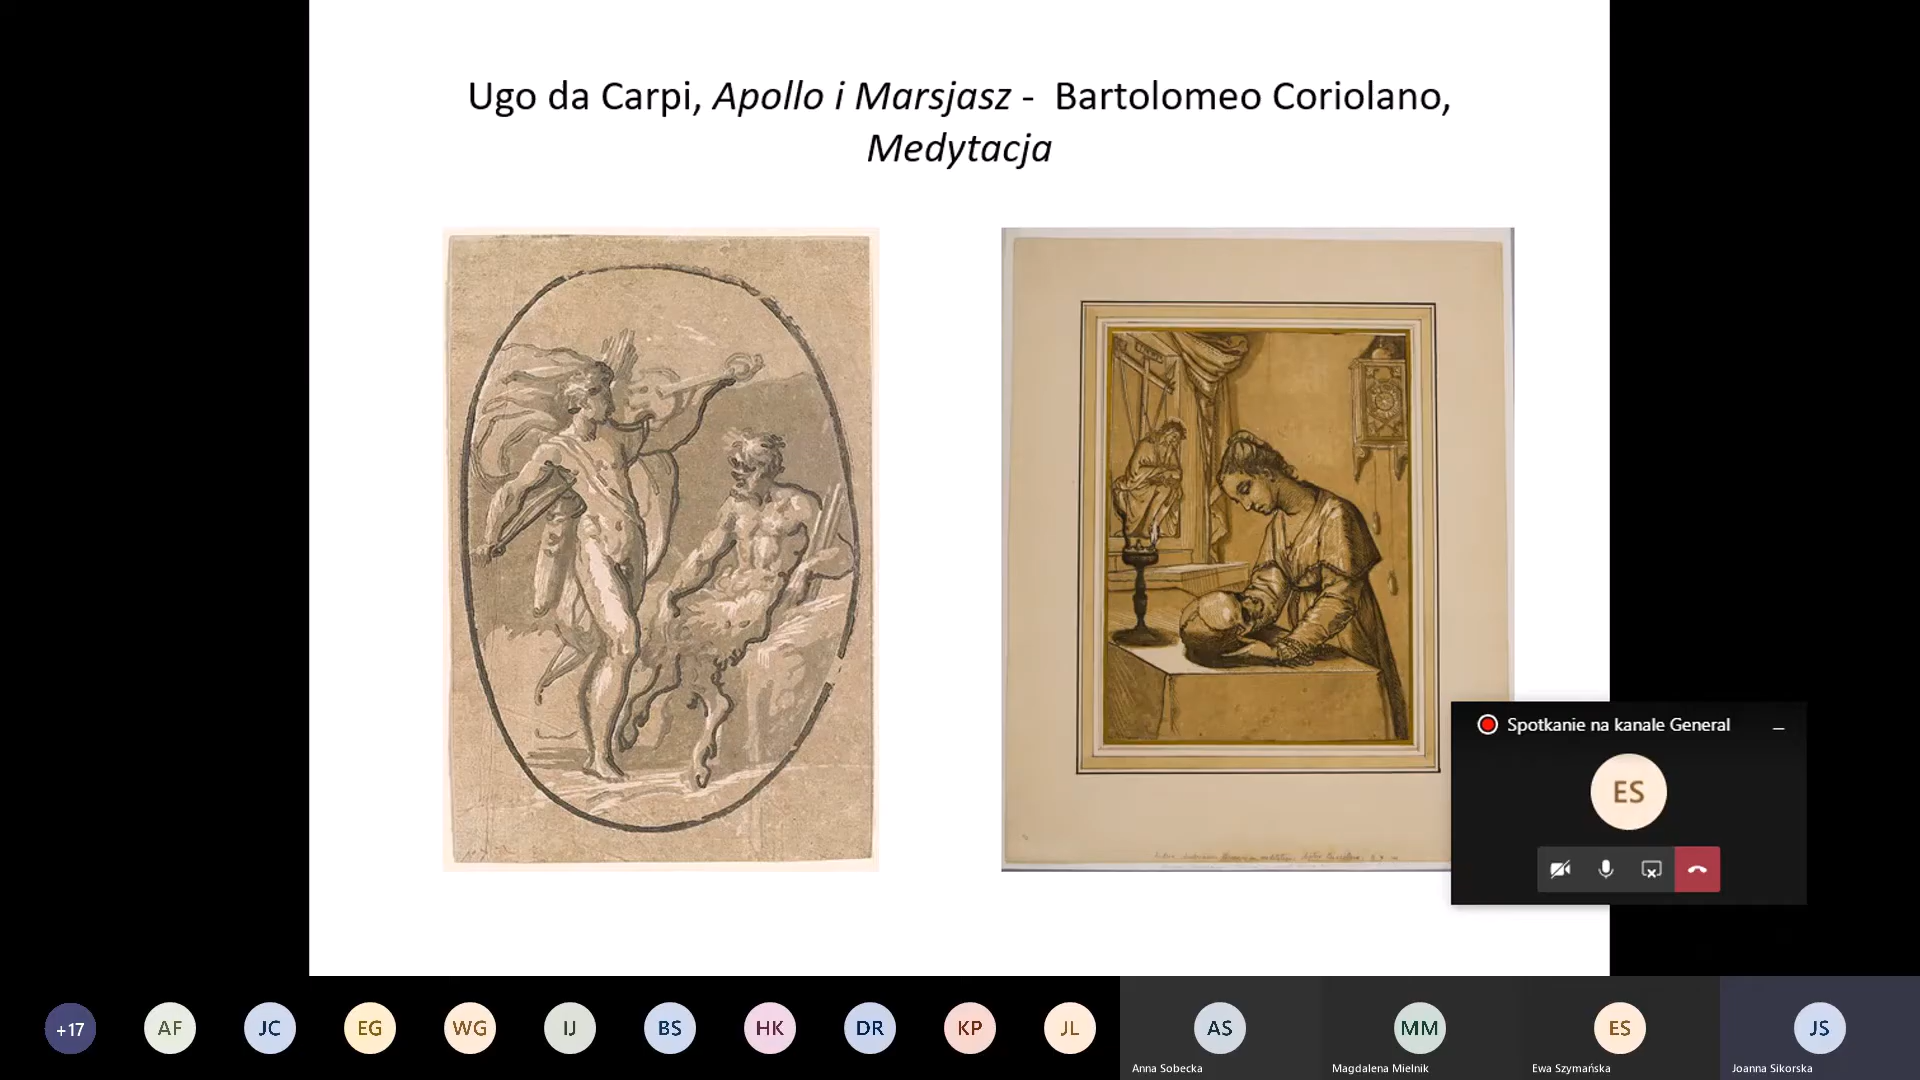 Ugo da Carpi, Apollo i Marsjasz - Bartolomeo Coriolano,
Medytacja
Spotkanie na kanale General
ES
+17
AF
JC
EG
WG
IJ
BS
HK
DR
KP
JL
AS
MM
ES
JS
Anna Sobecka
Magdalena Mielnik
Ewa Szymańska
Joanna Sikorska